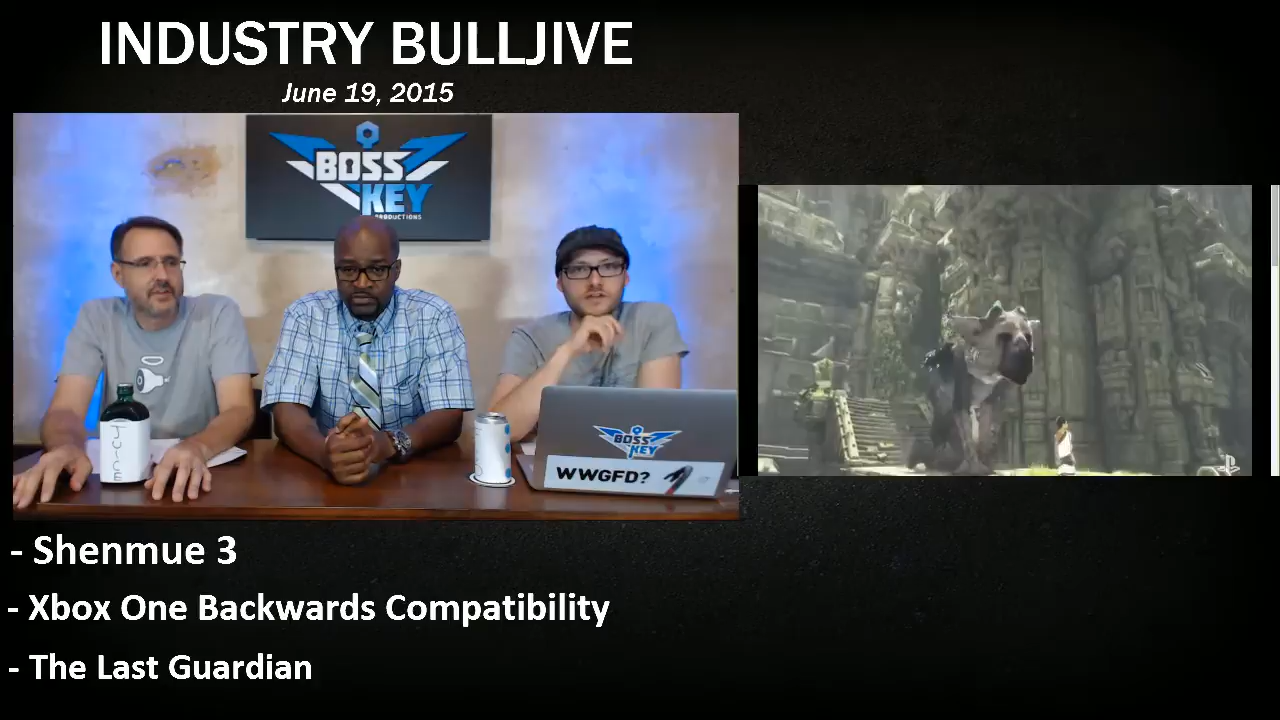 INDUSTRY BULLJIVE
June 19, 2015
BOSS
KEY
PRODUCTIONS
JUICE
BOSS
KEY
WWGFD?
- Shenmue 3
- Xbox One Backwards Compatibility
- The Last Guardian